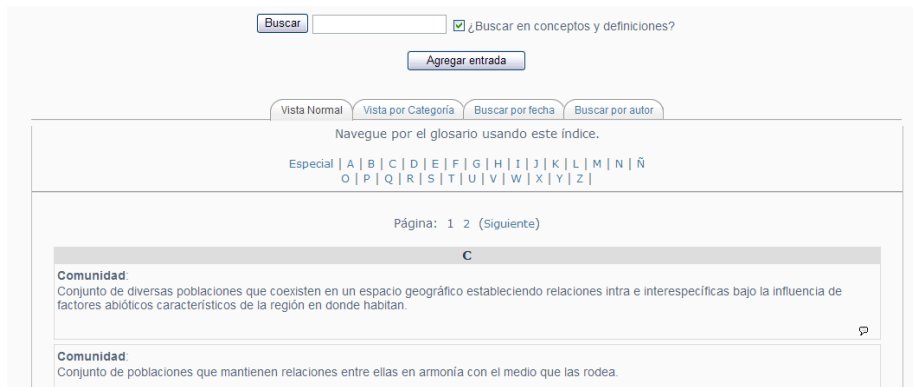 Buscar ¿Buscar en conceptos y definiciones?
Agregar entrada
Vista Normal Vista por Categoría Buscar por fecha Buscar por autor
Navegue por el glosario usando este índice.
Especial | A | B | C | D | E | F | G | H | I | J | K | L | M | N | Ñ
O | P | Q | R | S | T | U | V | W | X | Y | Z |
Página: 1 2 (Siguiente)
C
Comunidad:
Conjunto de diversas poblaciones que coexisten en un espacio geográfico estableciendo relaciones intra e interespecíficas bajo la influencia de
factores abióticos característicos de la región en donde habitan.
Comunidad:
Conjunto de poblaciones que mantienen relaciones entre ellas en armonía con el medio que las rodea.